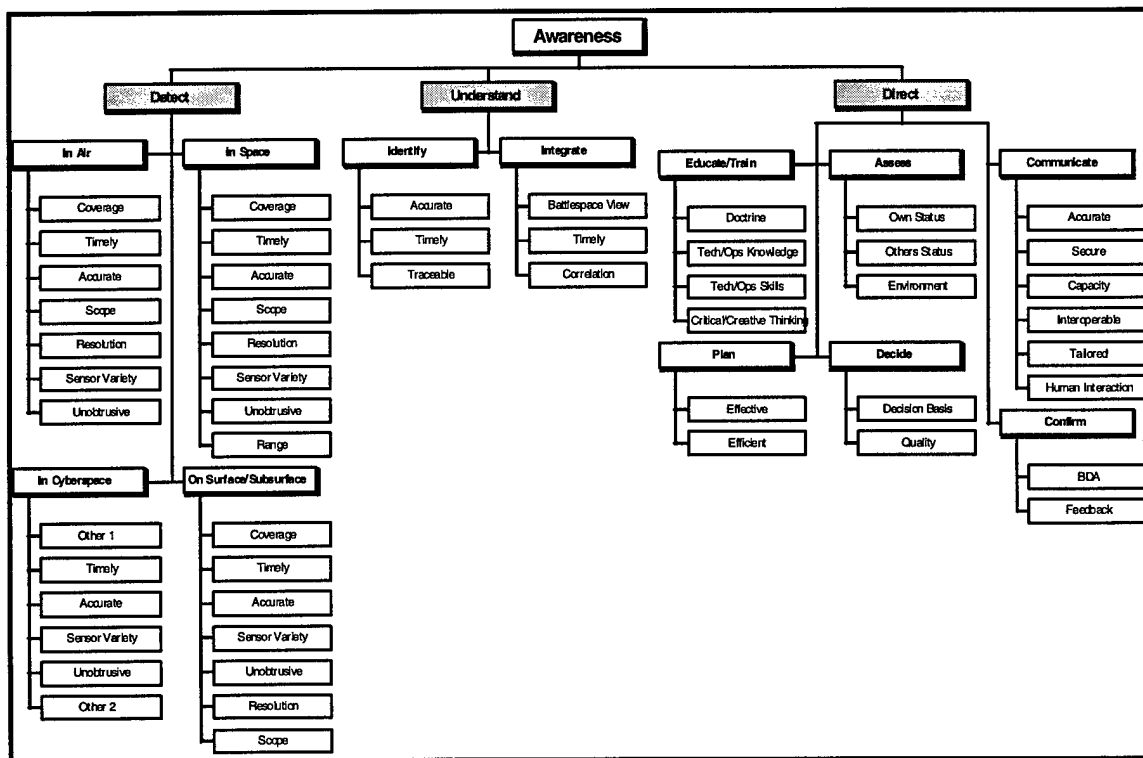 Awareness
Detect
Understand
Direct
In Air
Coverage
Timely
Accurate
Scope
Resolution
Sensor Variety
Unobtrusive
In Space
Coverage
Timely
Accurate
Scope
Resolution
Sensor Variety
Unobtrusive
Range
In Cyberspace
Other 1
Timely
Accurate
Sensor Variety
Unobtrusive
Other 2
On Surface/Subsurface
Coverage
Timely
Accurate
Sensor Variety
Unobtrusive
Resolution
Scope
Identify
Accurate
Timely
Traceable
Integrate
Battlespace View
Timely
Correlation
Educate/Train
Doctrine
Tech/Ops Knowledge
Tech/Ops Skills
Critical/Creative Thinking
Assess
Own Status
Others Status
Environment
Plan
Effective
Efficient
Decide
Decision Basis
Quality
Communicate
Accurate
Secure
Capacity
Interoperable
Tailored
Human Interaction
Confirm
BDA
Feedback